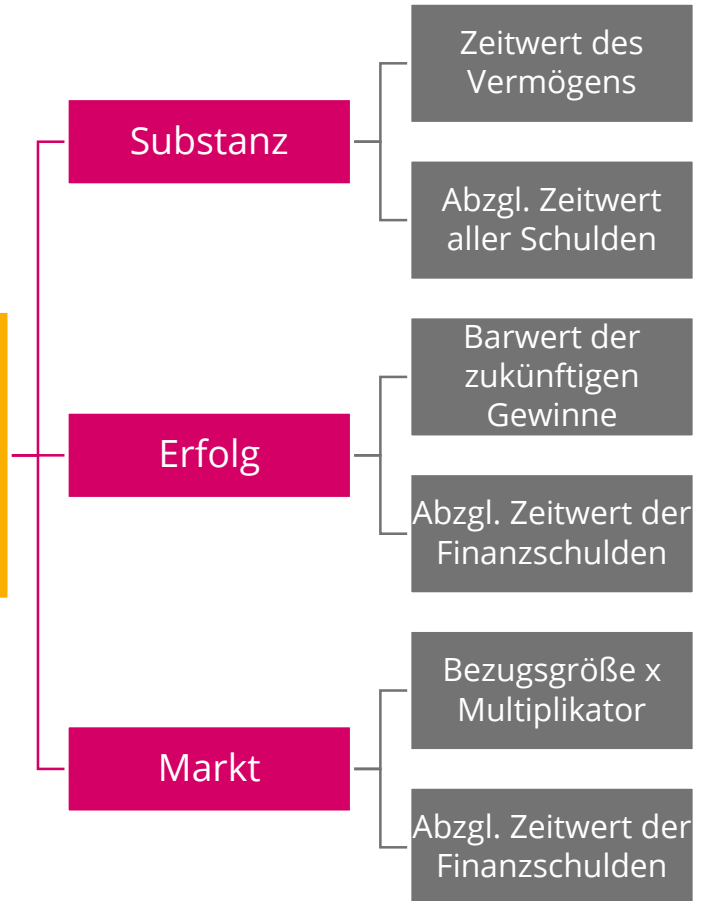 Substanz
Zeitwert des
Vermögens
Abzgl. Zeitwert
aller Schulden
Erfolg
Barwert der
zukünftigen
Gewinne
Abzgl. Zeitwert der
Finanzschulden
Markt
Bezugsgröße x
Multiplikator
Abzgl. Zeitwert der
Finanzschulden